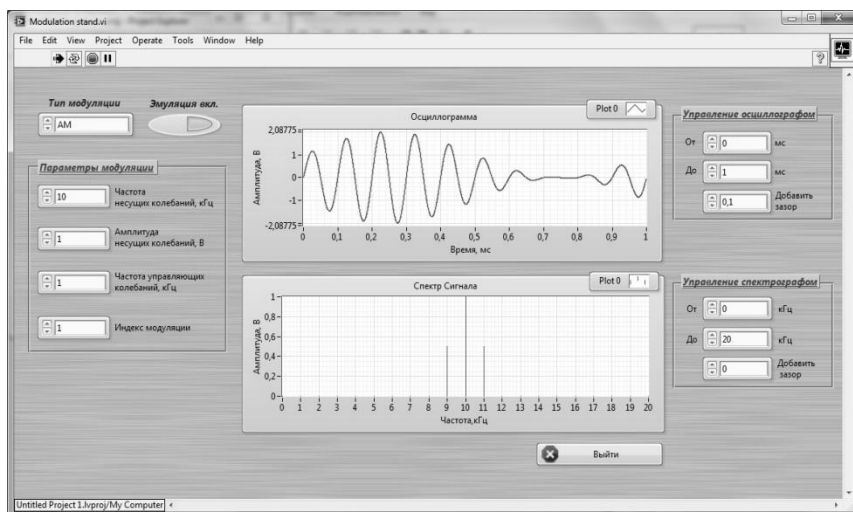 Modulation stand.vi
File Edit View Project Operate Tools Window Help
Тип модуляции
Эмуляция вкл.
AM
Параметры модуляции
10
Частота
несущих колебаний, кГц
1
Амплитуда
несущих колебаний, В
1
Частота управляющих
колебаний, кГц
1
Индекс модуляции
Осциллограмма
Plot 0
Амплитуда, В
2,08775
1
0
-1
-2,08775
0 0,1 0,2 0,3 0,4 0,5 0,6 0,7 0,8 0,9 1
Время, мс
Управление осциллографом
От 0 мс
До 1 мс
0,1 Добавить
зазор
Спектр Сигнала
Plot 0
Амплитуда, В
1
0,8
0,6
0,4
0,2
0
0 1 2 3 4 5 6 7 8 9 10 11 12 13 14 15 16 17 18 19 20
Частота,кГц
Управление спектрографом
От 0 кГц
До 20 кГц
0 Добавить
зазор
Выйти
Untitled Project 1.lvproj/My Computer